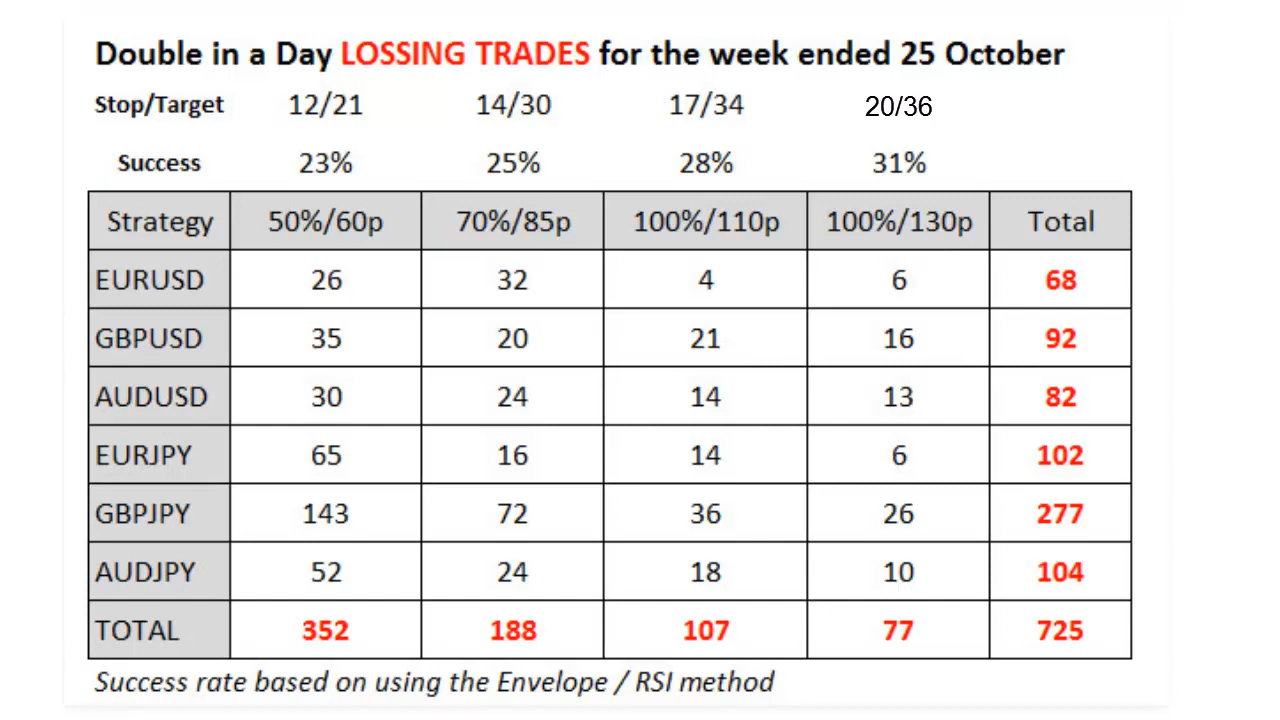 Double in a Day LOSSING TRADES for the week ended 25 October
Stop/Target 12/21 14/30 17/34 20/36
Success 23% 25% 28% 31%
Strategy 50%/60p 70%/85p 100%/110p 100%/130p Total
EURUSD 26 32 4 6 68
GBPUSD 35 20 21 16 92
AUDUSD 30 24 14 13 82
EURJPY 65 16 14 6 102
GBPJPY 143 72 36 26 277
AUDJPY 52 24 18 10 104
TOTAL 352 188 107 77 725
Success rate based on using the Envelope / RSI method